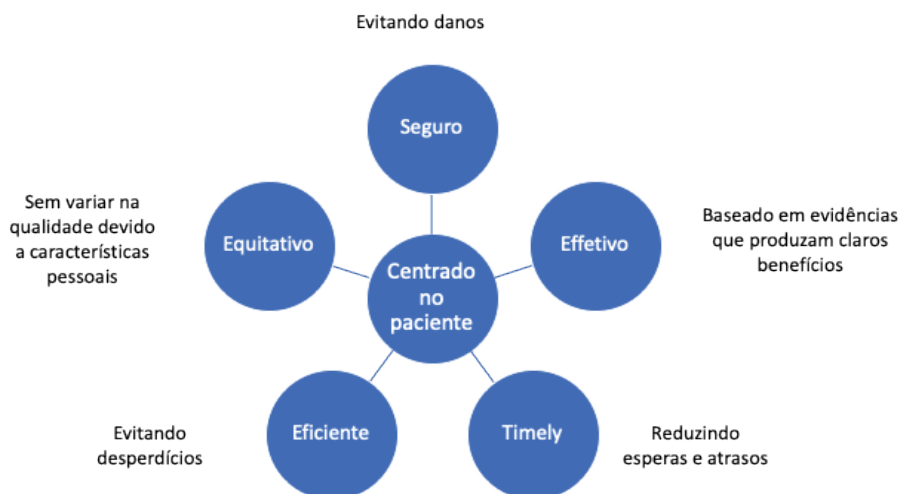 Evitando danos
Seguro
Sem variar na
qualidade devido
a características
pessoais
Equitativo
Effetivo
Baseado em evidências
que produzam claros
benefícios
Centrado
no
paciente
Evitando
desperdícios
Eficiente
Timely
Reduzindo
esperas e atrasos